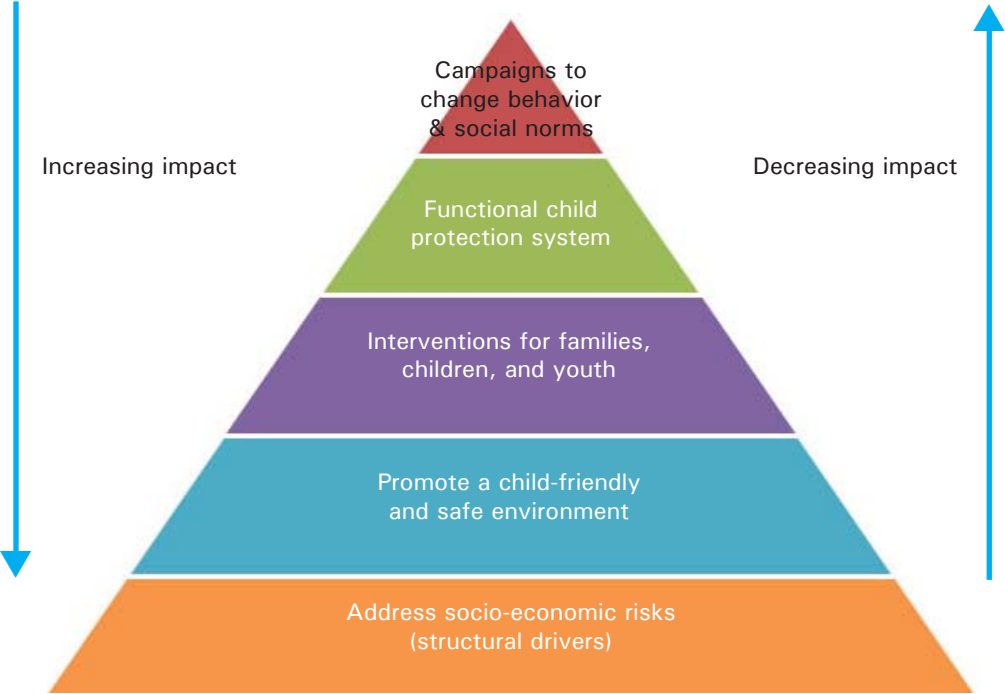 Campaigns to
change behavior
& social norms
Increasing impact
Decreasing impact
Functional child
protection system
Interventions for families,
children, and youth
Promote a child-friendly
and safe environment
Address socio-economic risks
(structural drivers)